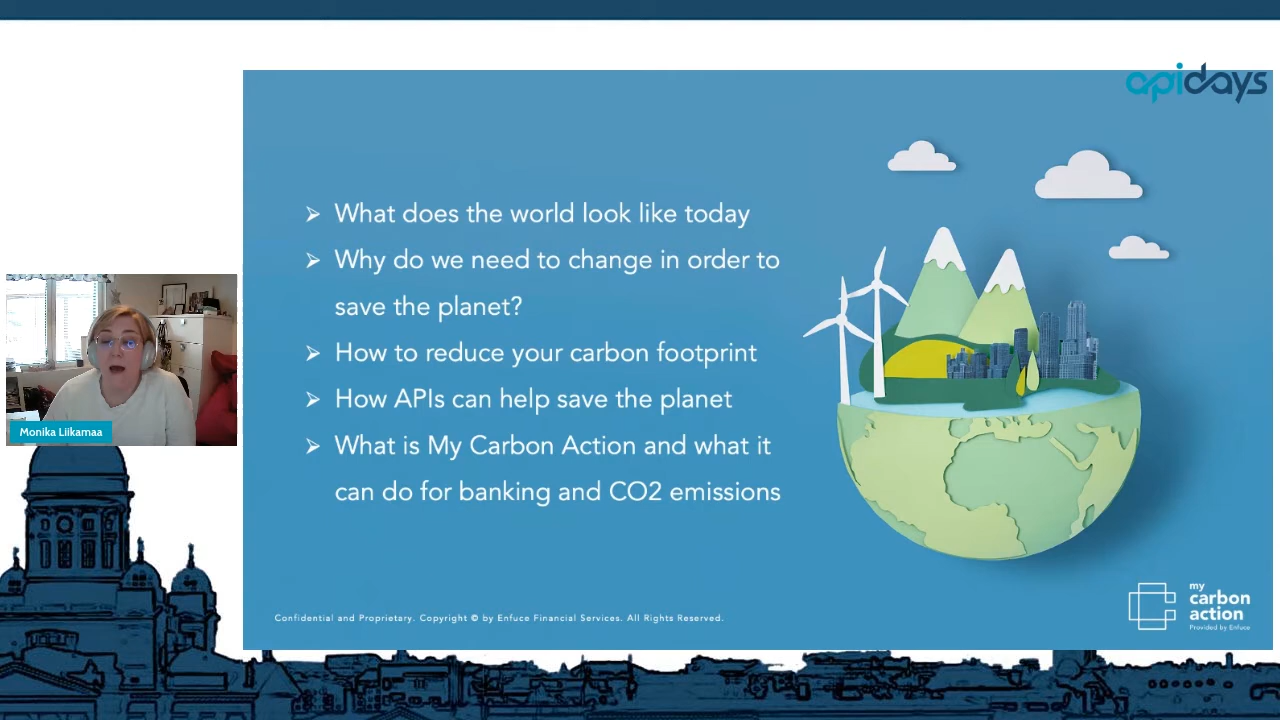 apidays
➢ What does the world look like today
➢ Why do we need to change in order to
save the planet?
➢ How to reduce your carbon footprint
➢ How APIs can help save the planet
➢ What is My Carbon Action and what it
can do for banking and CO2 emissions
Monika Liikamaa
Confidential and Proprietary. Copyright © by Enfuce Financial Services. All Rights Reserved.
my
carbon
action
Provided by Enfuce